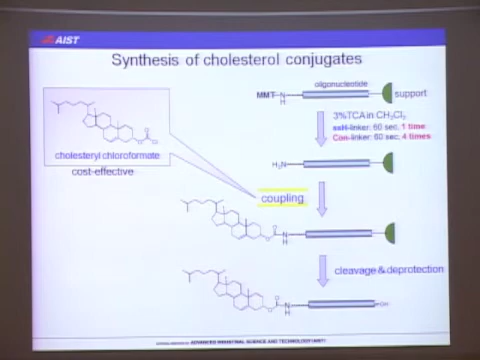 AIST
Synthesis of cholesterol conjugates
oligonucleotide
MMT-N
H
support
3%TCA in CH2Cl2
ssH-linker: 60 sec, 1 time
Con-linker: 60 sec, 4 times
cholesteryl chloroformate
cost-effective
H2N
coupling
cleavage & deprotection
ADVANCED INDUSTRIAL SCIENCE AND TECHNOLOGY (AIST)